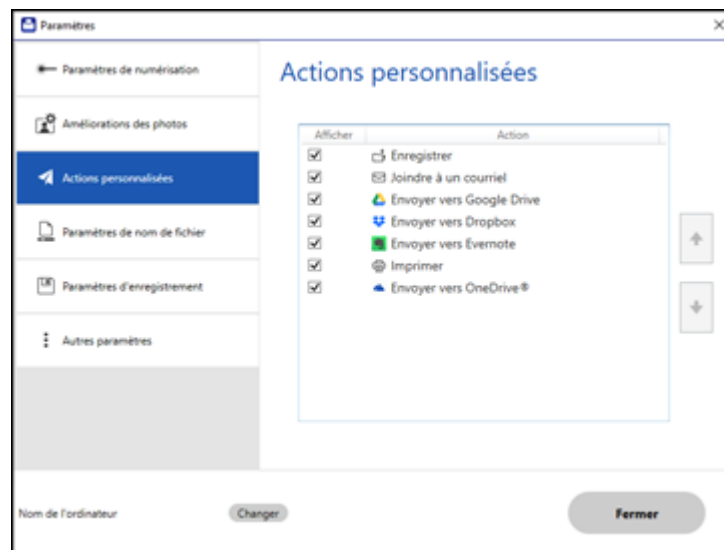 Paramètres
Paramètres de numérisation
Améliorations des photos
Actions personnalisées
Paramètres de nom de fichier
Paramètres d'enregistrement
Autres paramètres
Actions personnalisées
Afficher Action
Enregistrer
Joindre à un courriel
Envoyer vers Google Drive
Envoyer vers Dropbox
Envoyer vers Evernote
Imprimer
Envoyer vers OneDrive®
Nom de l'ordinateur
Changer
Fermer